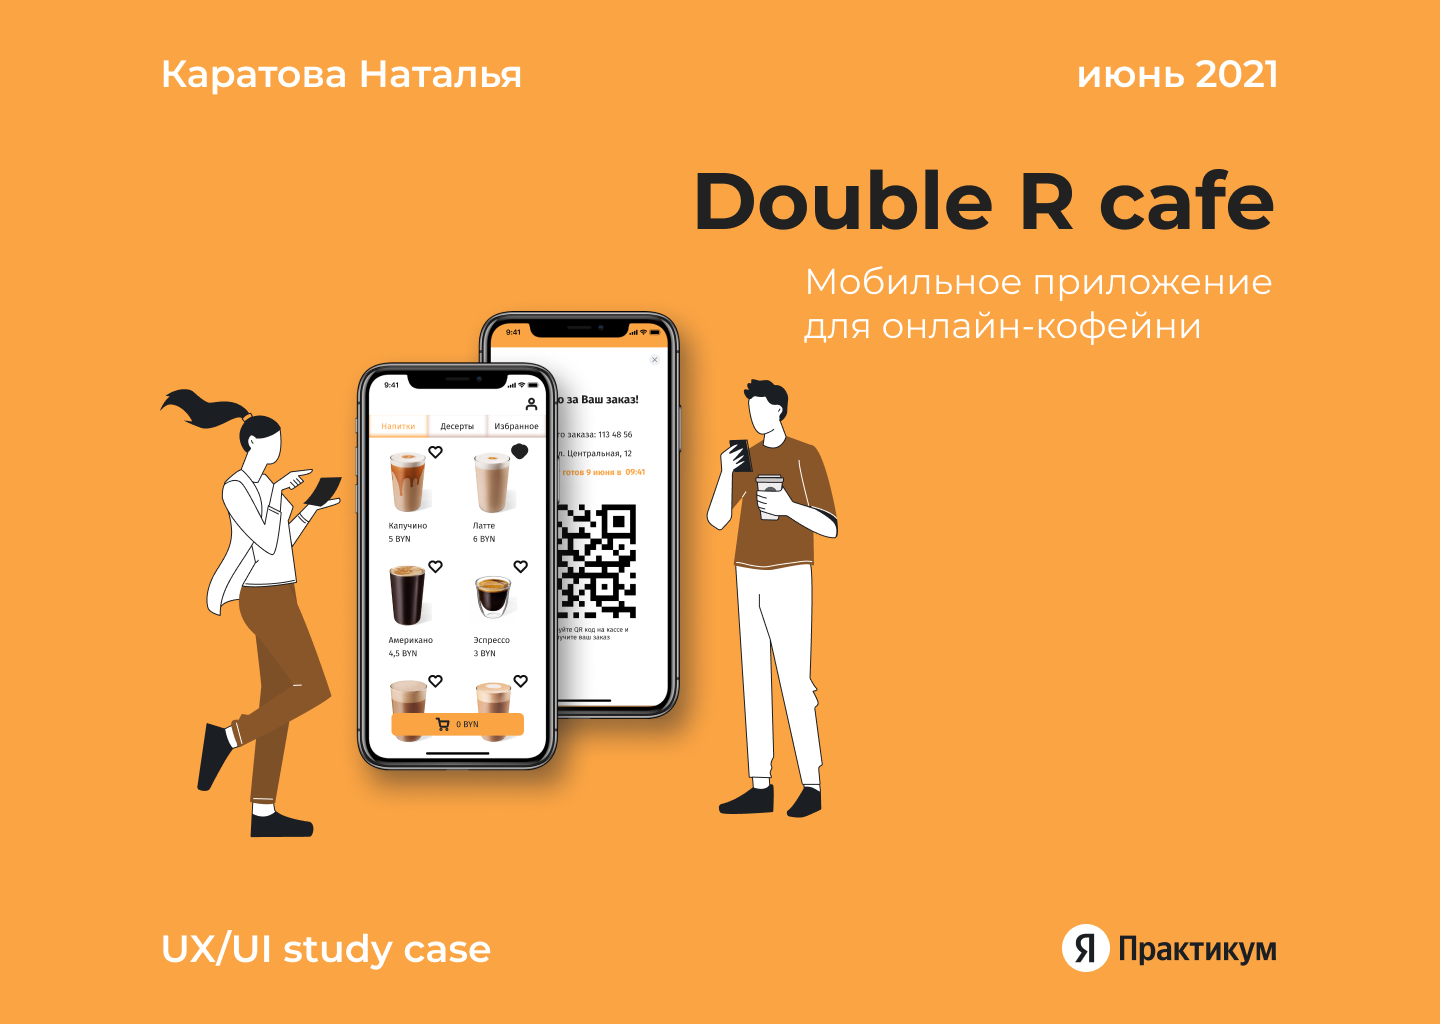 Каратова Наталья
июнь 2021
Double R cafe
Мобильное приложение
для онлайн-кофейни
9:41
о за Ваш заказ!
го заказа: 113 48 56
л. Центральная, 12
готов 9 июня в 09:41
QR код на кассе и
ваш заказ
9:41
Напитки Десерты Избранное
Капучино Латте
5 BYN 6 BYN
Американо Эспрессо
4,5 BYN 3 BYN
0 BYN
UX/UI study case
Я Практикум